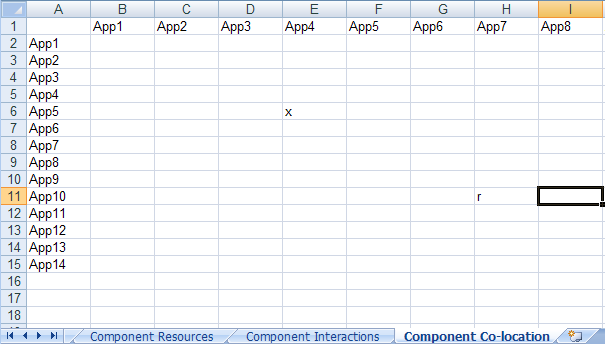 A B C D E F G H I
1 App1 App2 App3 App4 App5 App6 App7 App8
2 App1
3 App2
4 App3
5 App4
6 App5 x
7 App6
8 App7
9 App8
10 App9
11 App10 r
12 App11
13 App12
14 App13
15 App14
16
17
18
Component Resources Component Interactions Component Co-location